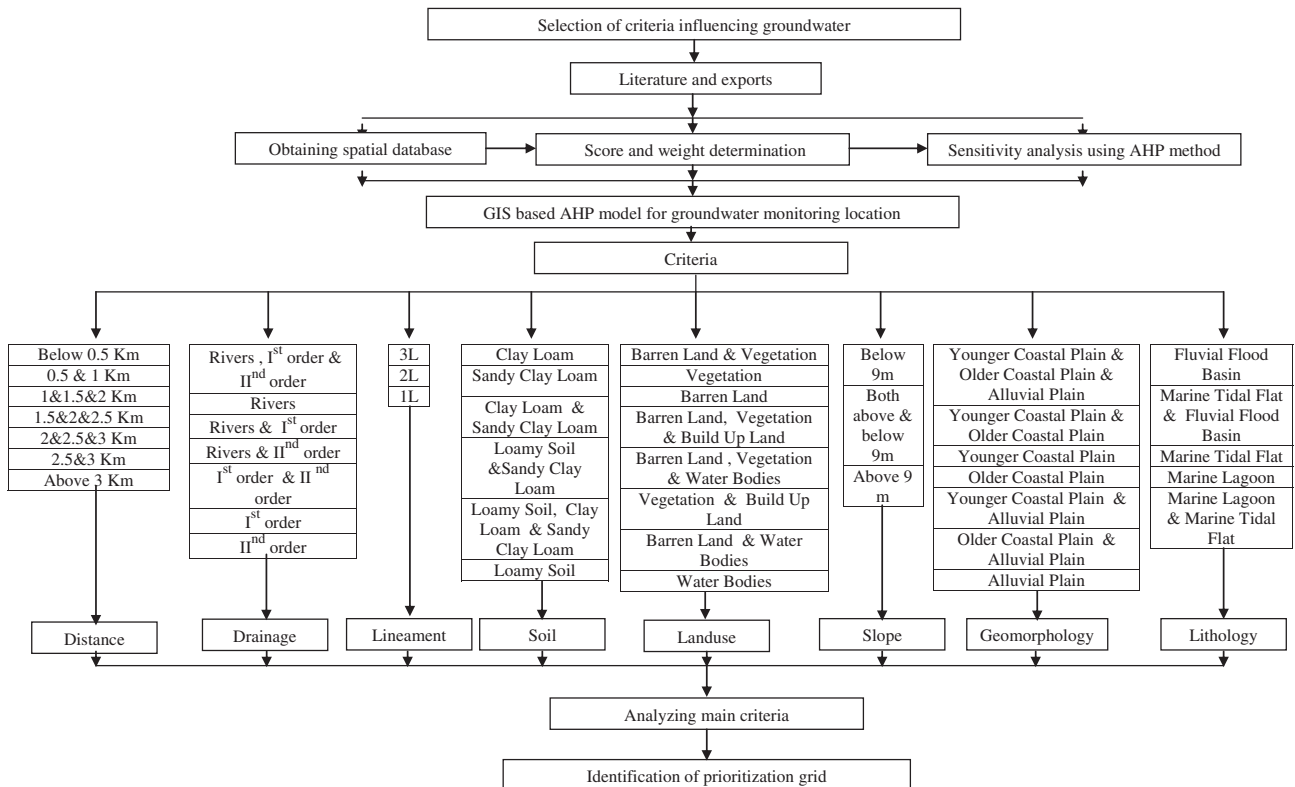 Selection of criteria influencing groundwater
Literature and exports
Obtaining spatial database
Score and weight determination
Sensitivity analysis using AHP method
GIS based AHP model for groundwater monitoring location
Criteria
Below 0.5 Km
0.5 & 1 Km
1&1.5&2 Km
1.5&2&2.5 Km
2&2.5&3 Km
2.5&3 Km
Above 3 Km
Rivers , Ist order &
IInd order
Rivers
Rivers & Ist order
Rivers & IInd order
Ist order & IInd
order
Ist order
IInd order
3L
2L
1L
Clay Loam
Sandy Clay Loam
Clay Loam &
Sandy Clay Loam
Loamy Soil
&Sandy Clay
Loam
Loamy Soil, Clay
Loam & Sandy
Clay Loam
Loamy Soil
Barren Land & Vegetation
Vegetation
Barren Land
Barren Land, Vegetation
& Build Up Land
Barren Land , Vegetation
& Water Bodies
Vegetation & Build Up
Land
Barren Land & Water
Bodies
Water Bodies
Below
9m
Both
above &
below
9m
Above 9
m
Younger Coastal Plain &
Older Coastal Plain &
Alluvial Plain
Younger Coastal Plain &
Older Coastal Plain
Younger Coastal Plain
Older Coastal Plain
Younger Coastal Plain &
Alluvial Plain
Older Coastal Plain &
Alluvial Plain
Alluvial Plain
Fluvial Flood
Basin
Marine Tidal Flat
& Fluvial Flood
Basin
Marine Tidal Flat
Marine Lagoon
Marine Lagoon
& Marine Tidal
Flat
Distance
Drainage
Lineament
Soil
Landuse
Slope
Geomorphology
Lithology
Analyzing main criteria
Identification of prioritization grid